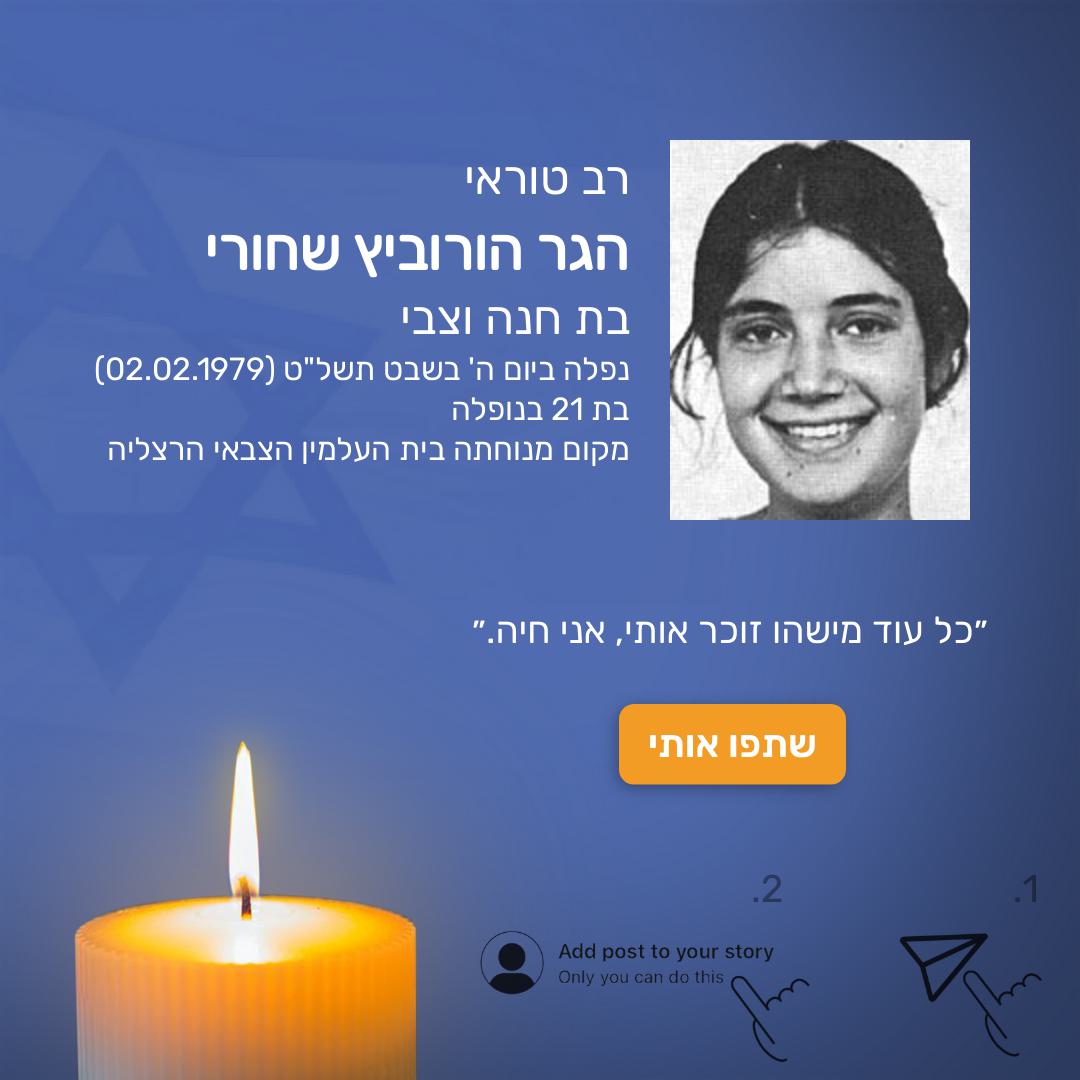 רב טוראי
הגר הורוביץ שחורי
בת חנה וצבי
נפלה ביום ה' בשבט תשל"ט (02.02.1979)
בת 21 בנופלה
מקום מנוחתה בית העלמין הצבאי הרצליה
״כל עוד מישהו זוכר אותי, אני חיה.״
שתפו אותי
1.
2.
Add post to your story
Only you can do this